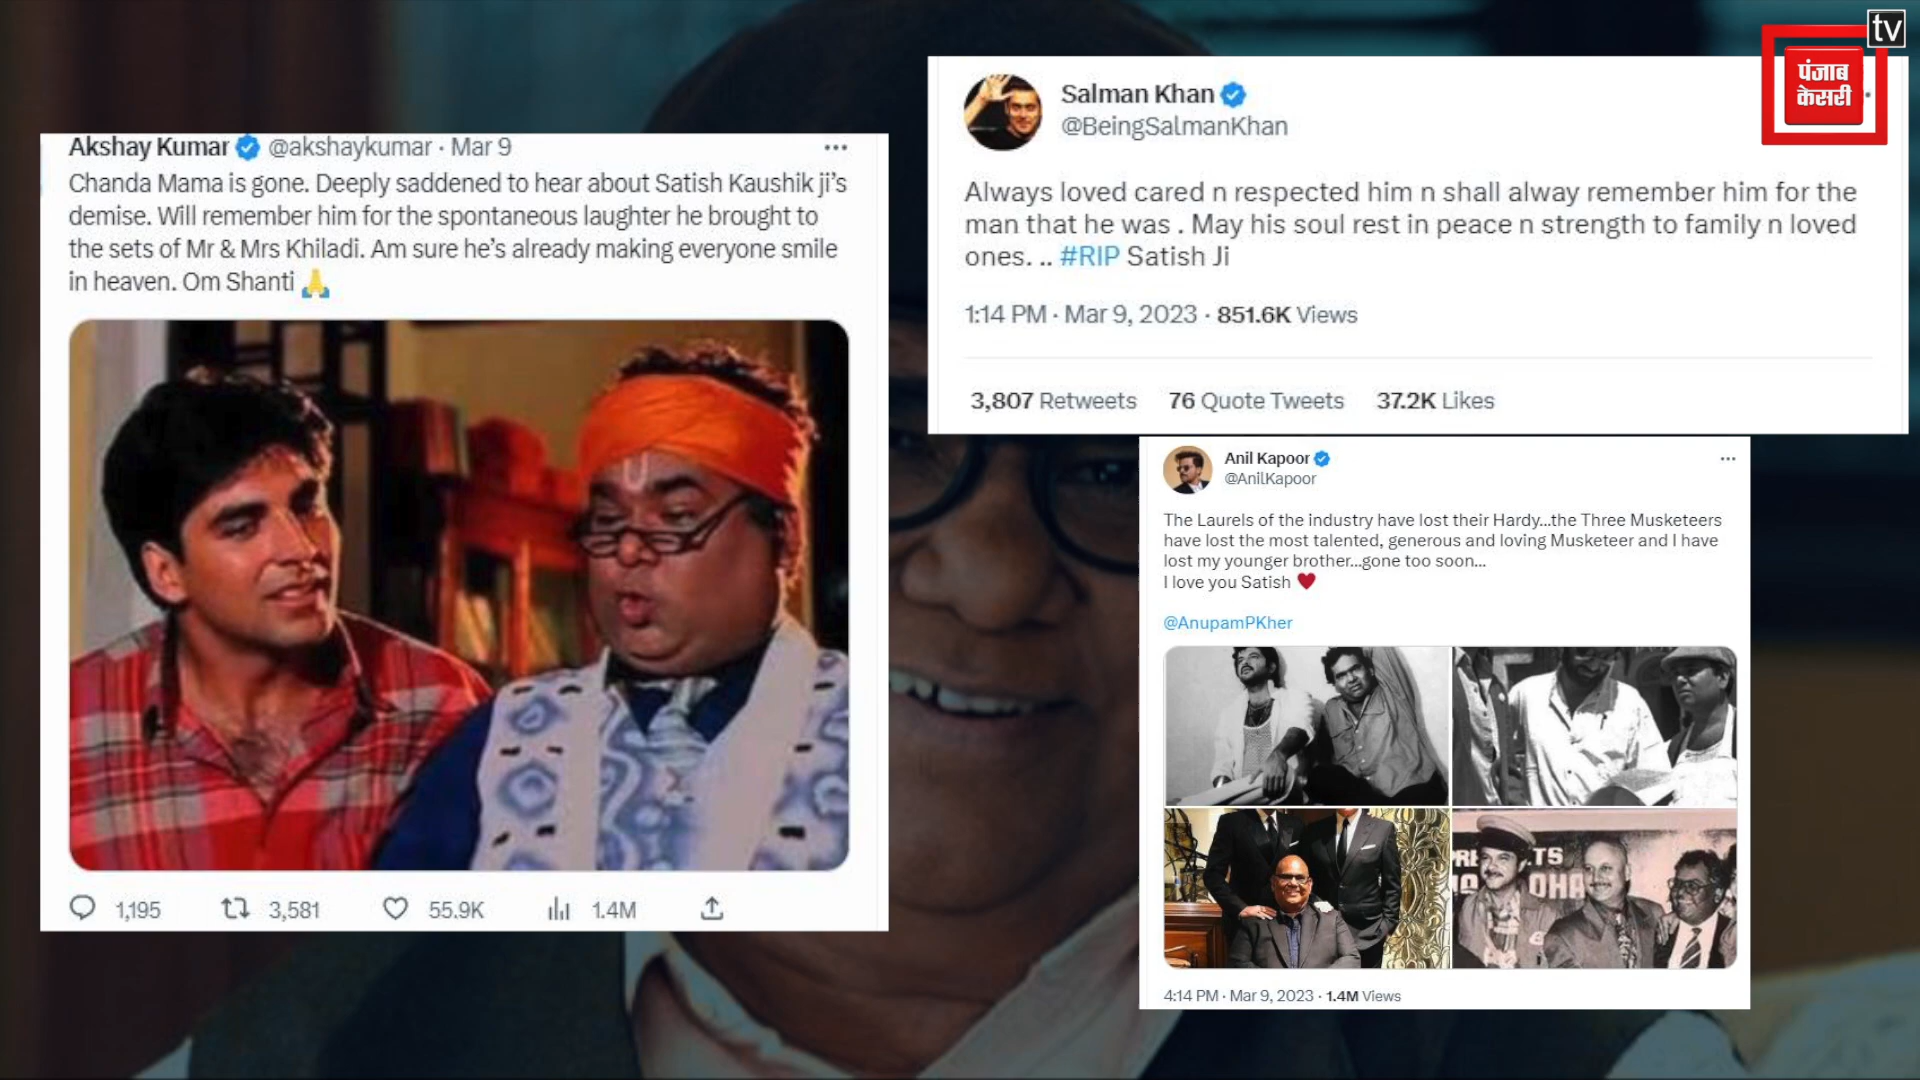 Akshay Kumar @akshaykumar · Mar 9
Chanda Mama is gone. Deeply saddened to hear about Satish Kaushik ji’s
demise. Will remember him for the spontaneous laughter he brought to
the sets of Mr & Mrs Khiladi. Am sure he’s already making everyone smile
in heaven. Om Shanti 🙏
1,195 3,581 55.9K 1.4M
tv
पंजाब
केसरी
Salman Khan
@BeingSalmanKhan
Always loved cared n respected him n shall alway remember him for the
man that he was . May his soul rest in peace n strength to family n loved
ones. .. #RIP Satish Ji
1:14 PM · Mar 9, 2023 · 851.6K Views
3,807 Retweets 76 Quote Tweets 37.2K Likes
Anil Kapoor
@AnilKapoor
The Laurels of the industry have lost their Hardy...the Three Musketeers
have lost the most talented, generous and loving Musketeer and I have
lost my younger brother...gone too soon...
I love you Satish ♥
@AnupamPKher
4:14 PM · Mar 9, 2023 · 1.4M Views